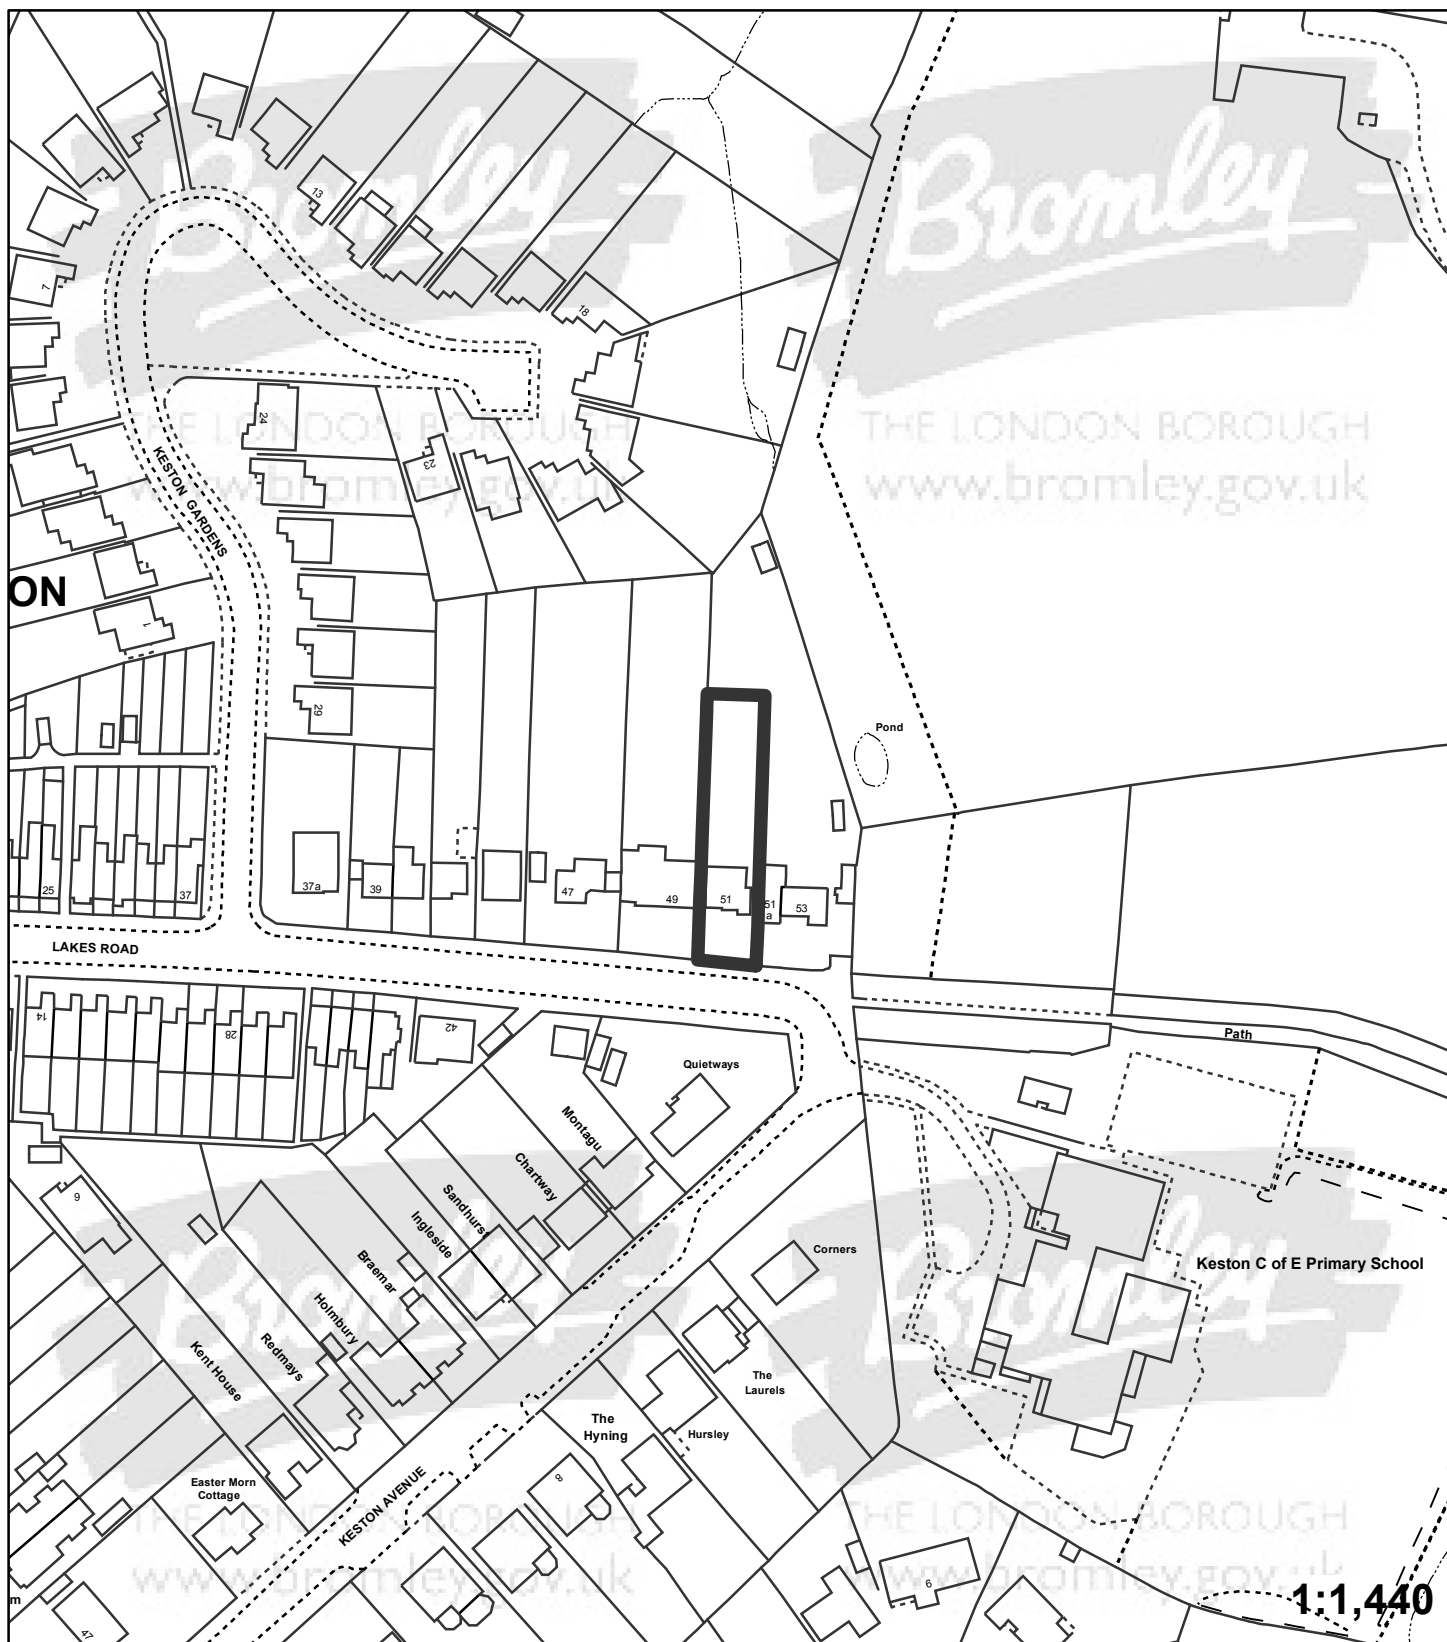 Bromley
Bromley
THE LONDON BOROUGH
www.bromley.gov.uk
THE LONDON BOROUGH
www.bromley.gov.uk
13
7
18
24
23
KESTON GARDENS
ON
1
29
Pond
25
37
37a
39
47
49
51
51
a
53
LAKES ROAD
14
28
42
Path
Quietways
Montagu
Chartway
Sandhurst
Ingleside
Braemar
Holmbury
Redmays
Kent House
9
Corners
Keston C of E Primary School
The
Laurels
The
Hyning
Hursley
8
Easter Morn
Cottage
KESTON AVENUE
Bromley
Bromley
THE LONDON BOROUGH
www.bromley.gov.uk
THE LONDON BOROUGH
www.bromley.gov.uk
6
m
47
1:1,440